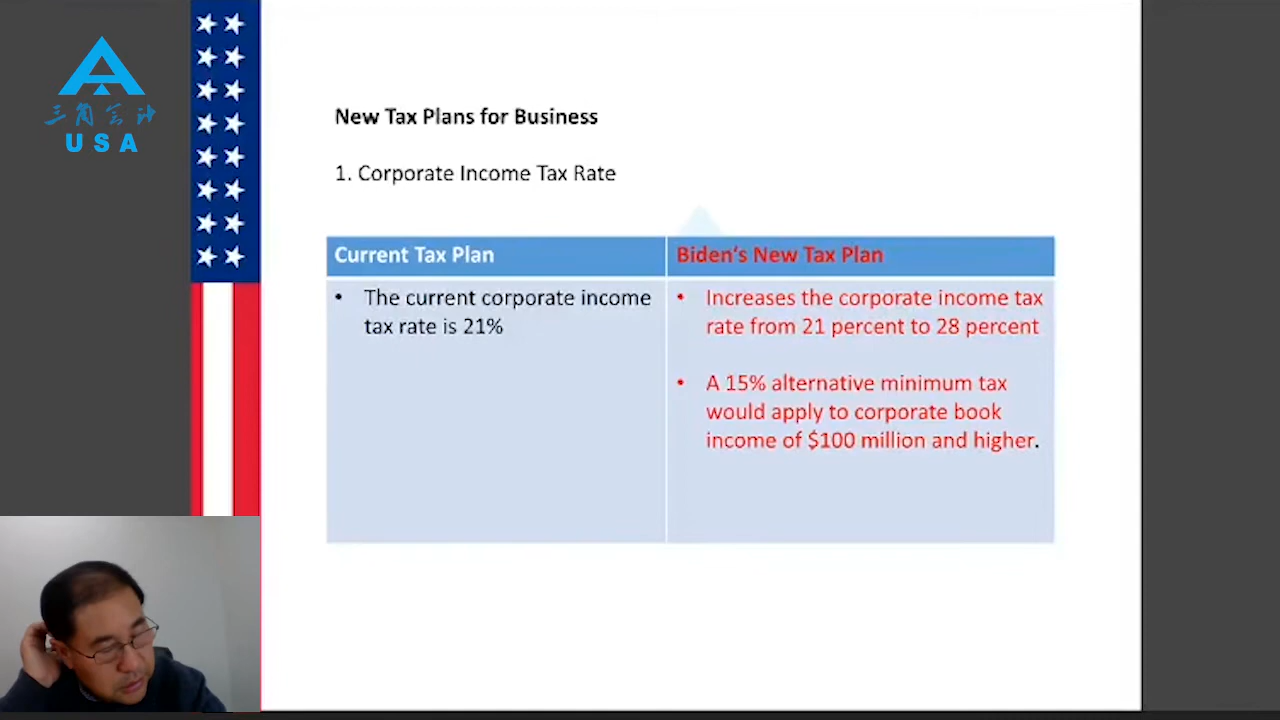 三角会计
USA
New Tax Plans for Business
1. Corporate Income Tax Rate
Current Tax Plan
• The current corporate income
tax rate is 21%
Biden‘s New Tax Plan
• Increases the corporate income tax
rate from 21 percent to 28 percent
• A 15% alternative minimum tax
would apply to corporate book
income of $100 million and higher.